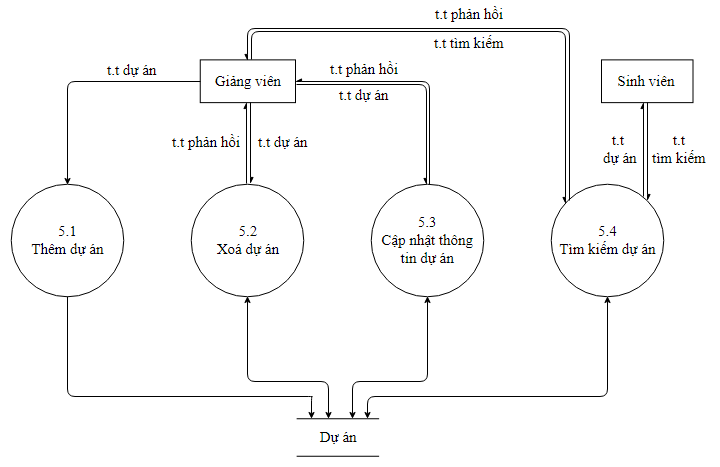 t.t phản hồi
t.t tìm kiếm
t.t dự án
Giảng viên
t.t phản hồi
t.t dự án
Sinh viên
t.t phản hồi
t.t dự án
t.t
dự án
t.t
tìm kiếm
5.1
Thêm dự án
5.2
Xoá dự án
5.3
Cập nhật thông
tin dự án
5.4
Tìm kiếm dự án
Dự án